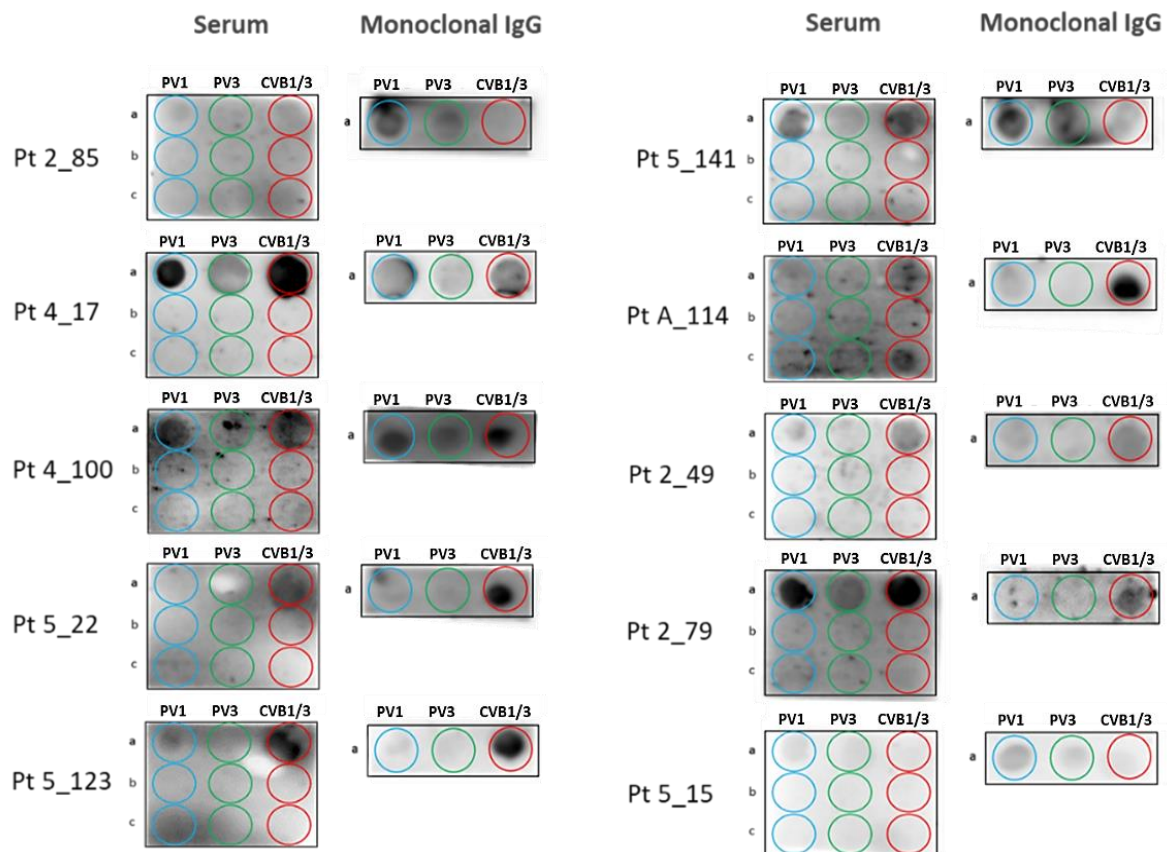 Serum Monoclonal IgG
PV1 PV3 CVB1/3 PV1 PV3 CVB1/3
a
a
b
c
Pt 2_85
PV1 PV3 CVB1/3 PV1 PV3 CVB1/3
a
a
b
c
Pt 4_17
PV1 PV3 CVB1/3 PV1 PV3 CVB1/3
a
a
b
c
Pt 4_100
PV1 PV3 CVB1/3 PV1 PV3 CVB1/3
a
a
b
c
Pt 5_22
PV1 PV3 CVB1/3 PV1 PV3 CVB1/3
a
a
b
c
Pt 5_123
Serum Monoclonal IgG
PV1 PV3 CVB1/3 PV1 PV3 CVB1/3
a
a
b
c
Pt 5_141
PV1 PV3 CVB1/3 PV1 PV3 CVB1/3
a
a
b
c
Pt A_114
PV1 PV3 CVB1/3 PV1 PV3 CVB1/3
a
a
b
c
Pt 2_49
PV1 PV3 CVB1/3 PV1 PV3 CVB1/3
a
a
b
c
Pt 2_79
PV1 PV3 CVB1/3 PV1 PV3 CVB1/3
a
a
b
c
Pt 5_15